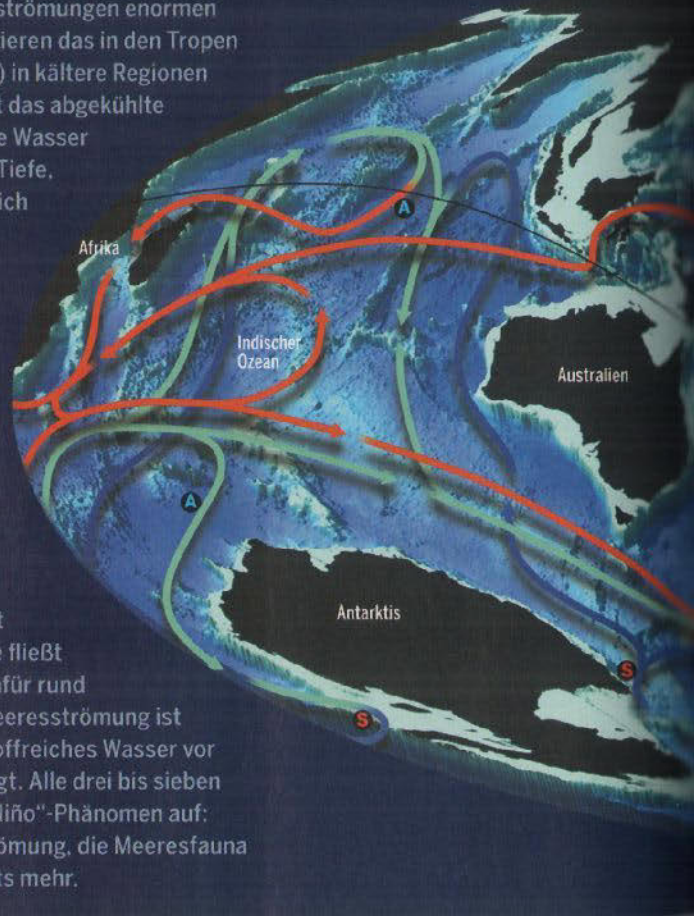 strömungen enormen
ieren das in den Tropen
) in kältere Regionen
t das abgekühlte
e Wasser
Tiefe.
ich
Afrika
A
Indischer
Ozean
Australien
A
Antarktis
S
S
t
e fließt
afür rund
eeresströmung ist
offreiches Wasser vor
gt. Alle drei bis sieben
Niño“-Phänomen auf:
ömung, die Meeresfauna
ts mehr.